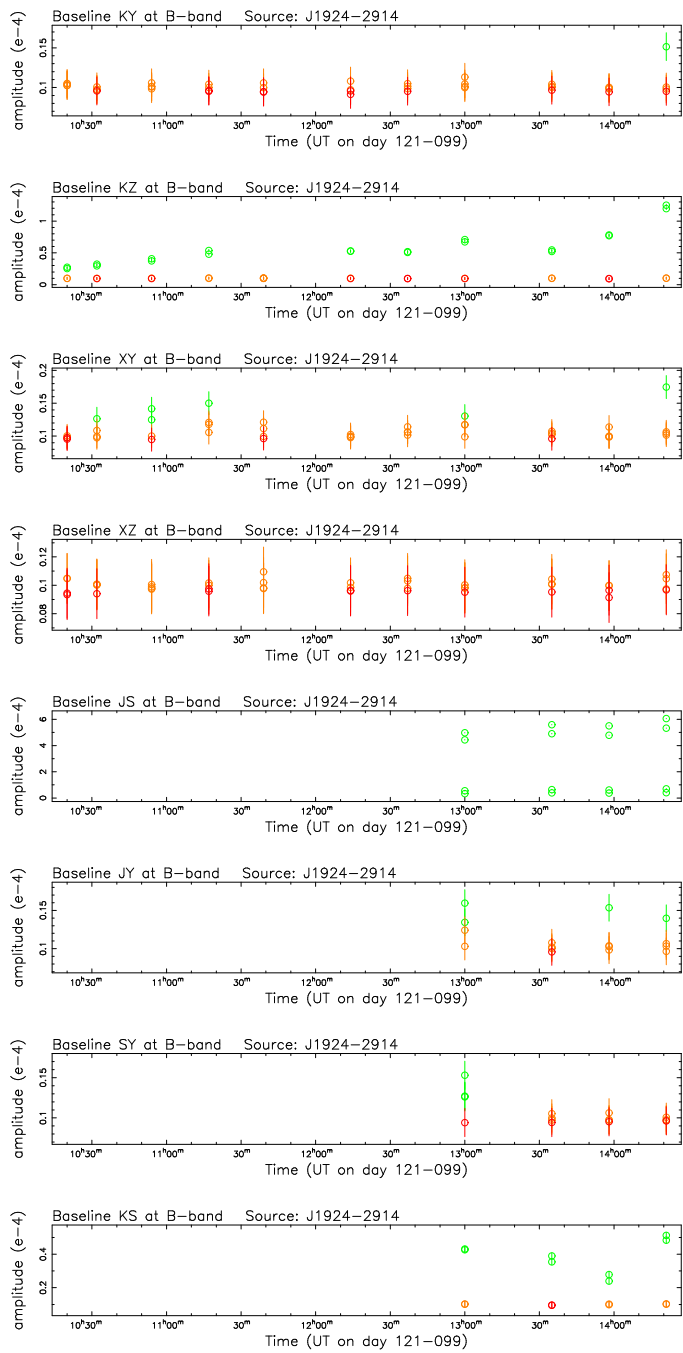 Baseline KY at B-band Source: J1924-2914
amplitude (e-4)
0.15
0.1
10h30m 11h00m 30m 12h00m 30m 13h00m 30m 14h00m
Time (UT on day 121-099)
Baseline KZ at B-band Source: J1924-2914
amplitude (e-4)
1
0.5
0
10h30m 11h00m 30m 12h00m 30m 13h00m 30m 14h00m
Time (UT on day 121-099)
Baseline XY at B-band Source: J1924-2914
amplitude (e-4)
0.2
0.15
0.1
10h30m 11h00m 30m 12h00m 30m 13h00m 30m 14h00m
Time (UT on day 121-099)
Baseline XZ at B-band Source: J1924-2914
amplitude (e-4)
0.12
0.1
0.08
10h30m 11h00m 30m 12h00m 30m 13h00m 30m 14h00m
Time (UT on day 121-099)
Baseline JS at B-band Source: J1924-2914
amplitude (e-4)
6
4
2
0
10h30m 11h00m 30m 12h00m 30m 13h00m 30m 14h00m
Time (UT on day 121-099)
Baseline JY at B-band Source: J1924-2914
amplitude (e-4)
0.15
0.1
10h30m 11h00m 30m 12h00m 30m 13h00m 30m 14h00m
Time (UT on day 121-099)
Baseline SY at B-band Source: J1924-2914
amplitude (e-4)
0.15
0.1
10h30m 11h00m 30m 12h00m 30m 13h00m 30m 14h00m
Time (UT on day 121-099)
Baseline KS at B-band Source: J1924-2914
amplitude (e-4)
0.4
0.2
10h30m 11h00m 30m 12h00m 30m 13h00m 30m 14h00m
Time (UT on day 121-099)